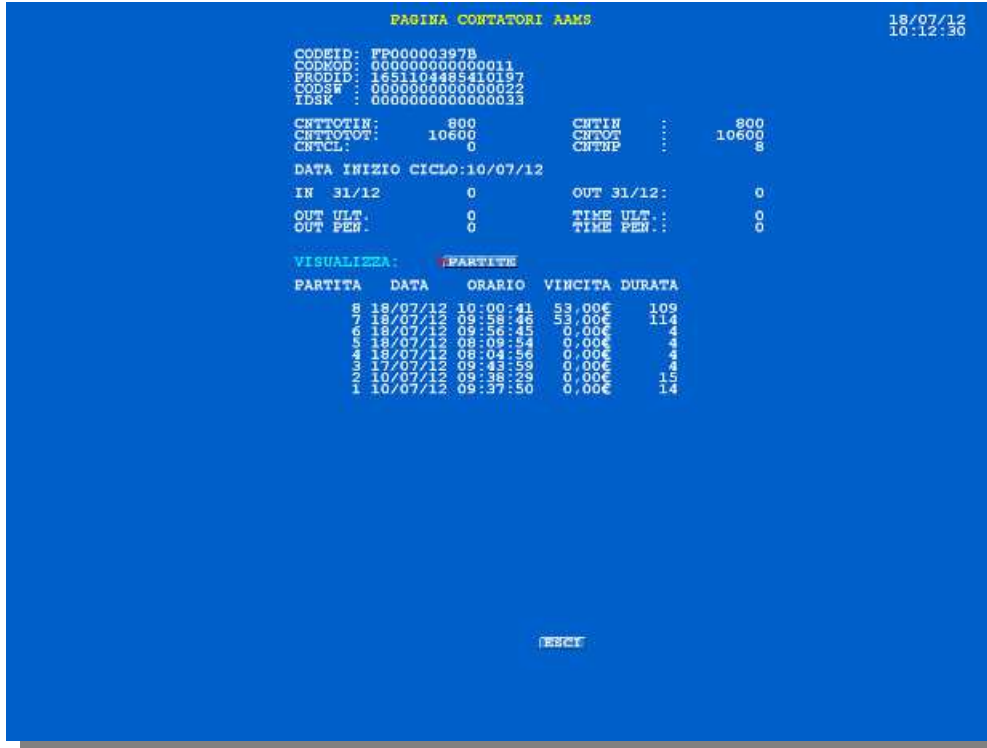 PAGINA CONTATORI AAMS
18/07/12
10:12:30
CODEID: FP00000397B
CODMOD: 000000000000011
PRODID: 1651104485410197
CODSW : 0000000000000022
IDSK : 0000000000000033
CNTTOTIN: 800 CNTIN : 800
CNTTOTOT: 10600 CNTOT : 10600
CNTCL: 0 CNTNP : 8
DATA INIZIO CICLO:10/07/12
IN 31/12 0 OUT 31/12: 0
OUT ULT. 0 TIME ULT.: 0
OUT PEN. 0 TIME PEN.: 0
VISUALIZZA: PARTITE
PARTITA DATA ORARIO VINCITA DURATA
8 18/07/12 10:00:41 53,00€ 109
7 18/07/12 09:58:46 53,00€ 114
6 18/07/12 09:56:45 0,00€ 4
5 18/07/12 08:09:54 0,00€ 4
4 18/07/12 08:04:56 0,00€ 4
3 17/07/12 09:43:59 0,00€ 4
2 10/07/12 09:38:29 0,00€ 15
1 10/07/12 09:37:50 0,00€ 14
ESCI